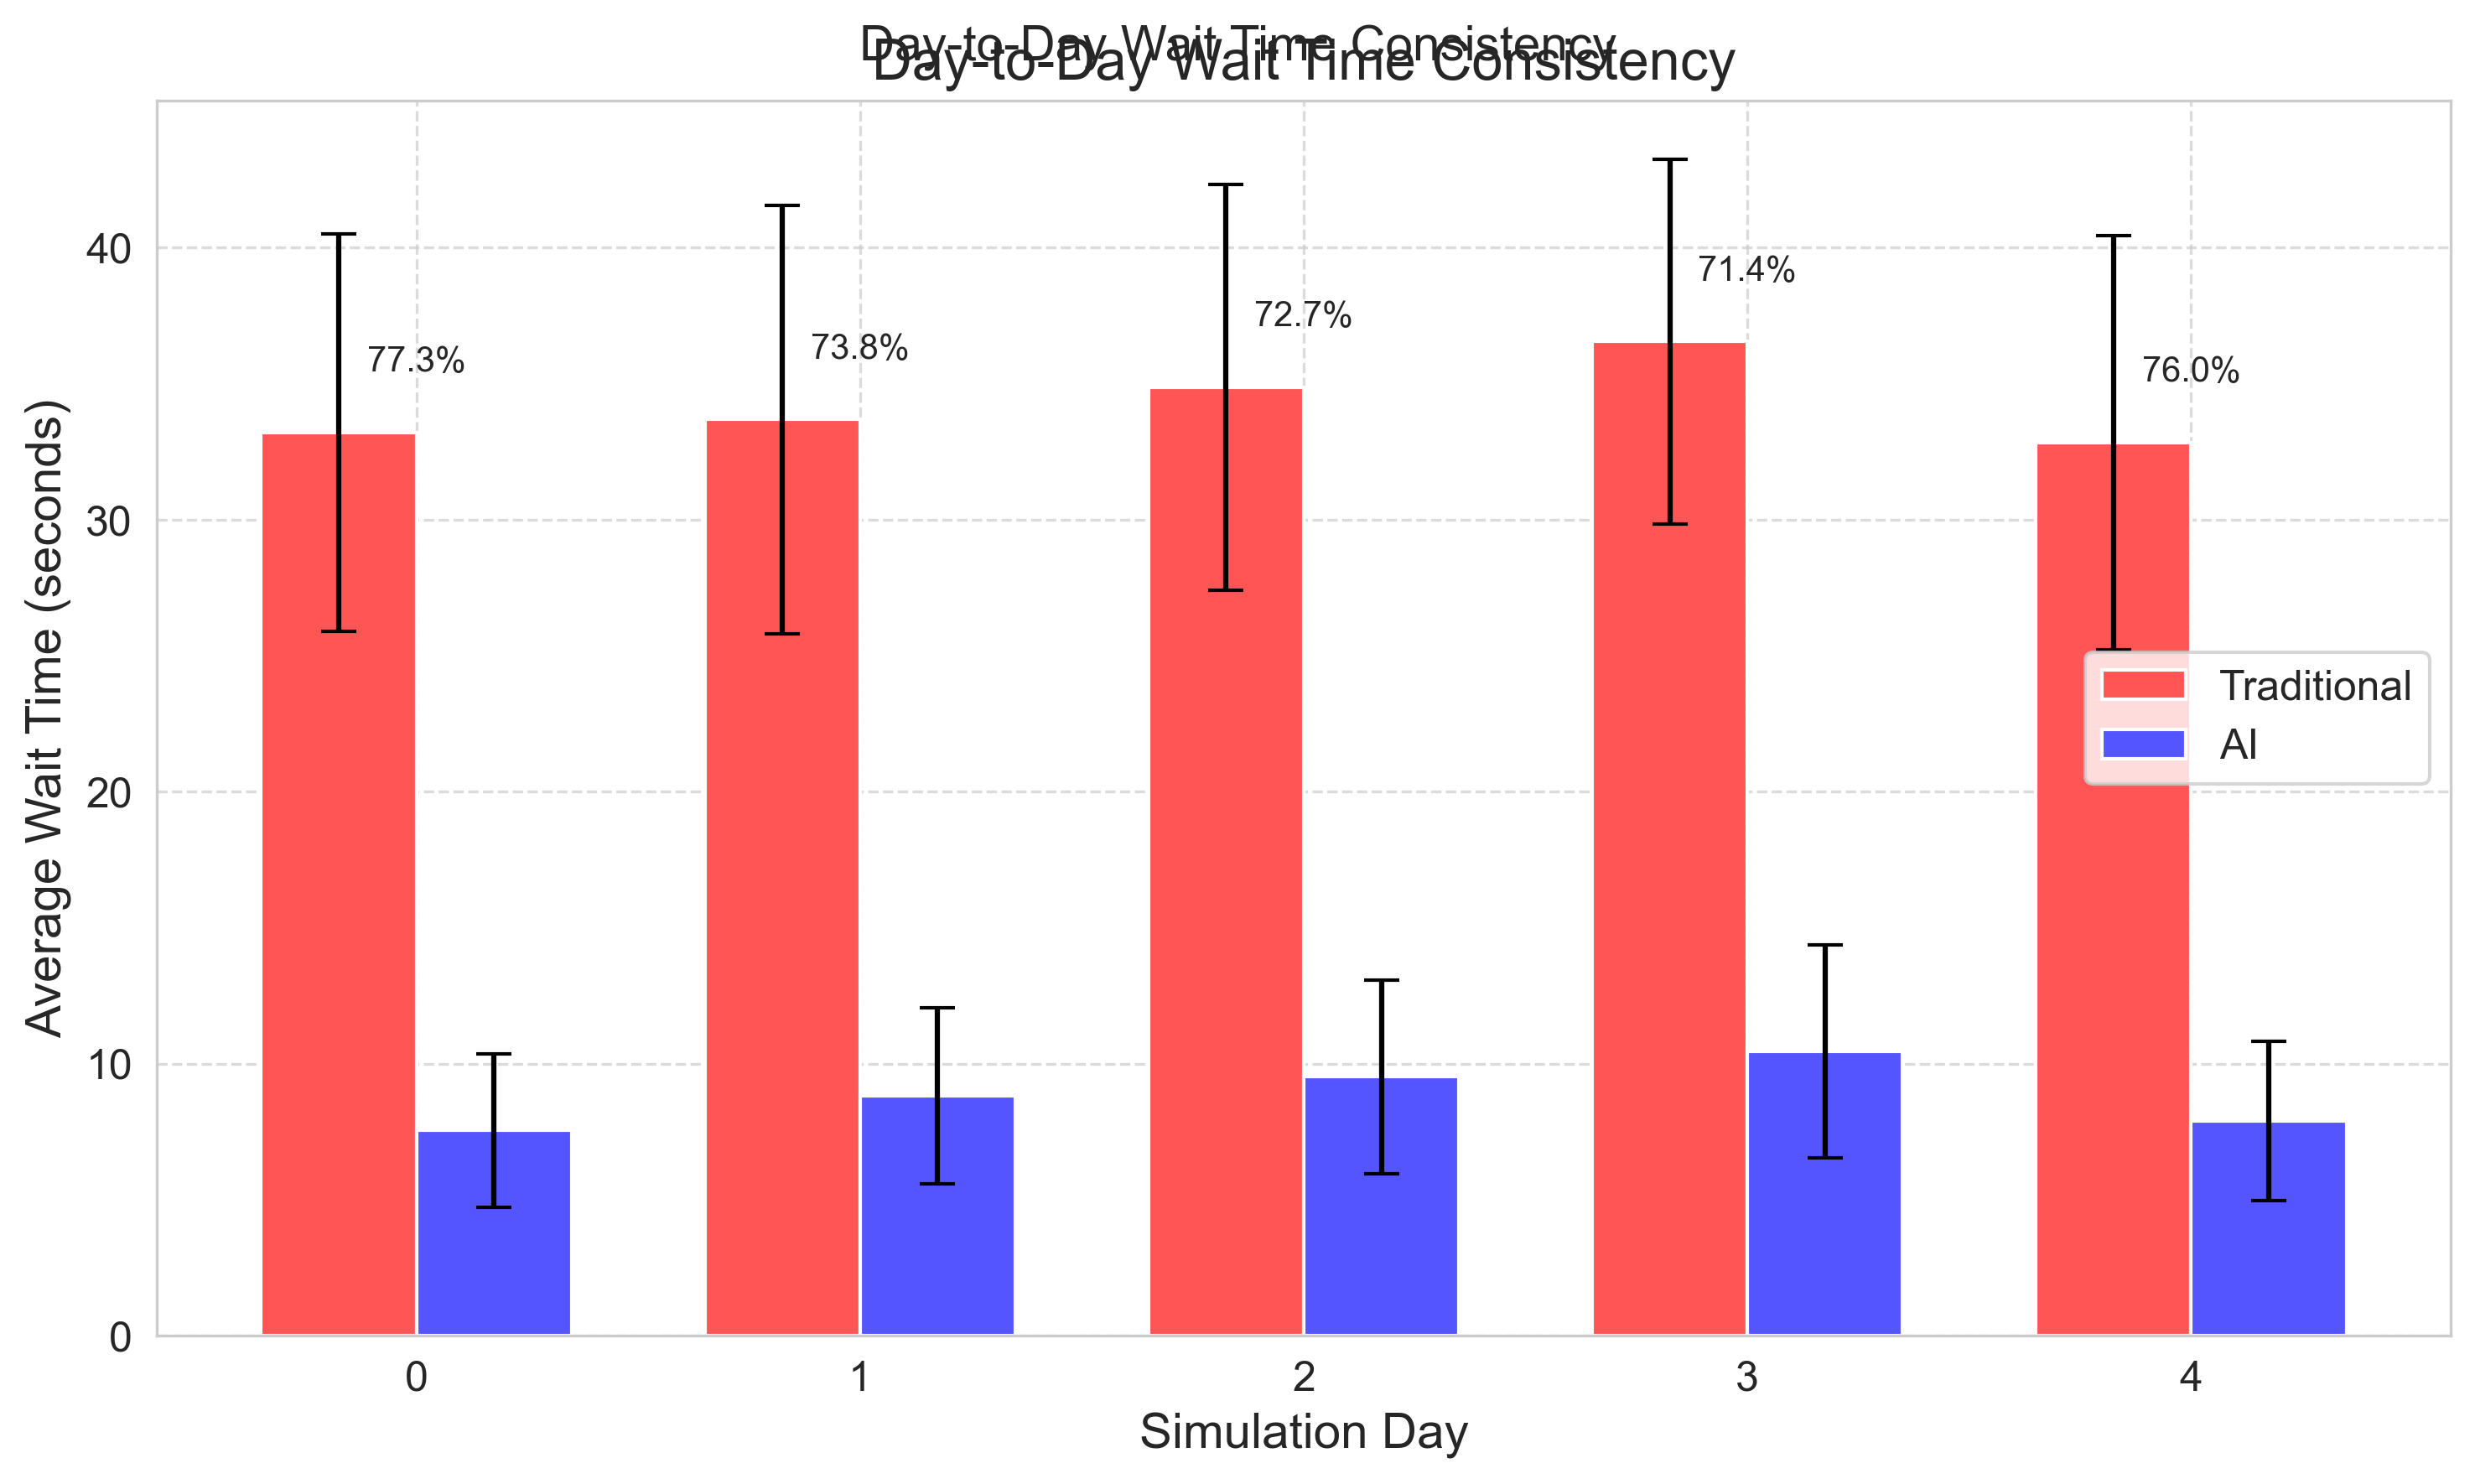 Day-to-Day Wait Time Consistency
Day-to-Day Wait Time Consistency
Average Wait Time (seconds)
40
30
20
10
0
77.3%
73.8%
72.7%
71.4%
76.0%
Traditional
AI
0
1
2
3
4
Simulation Day